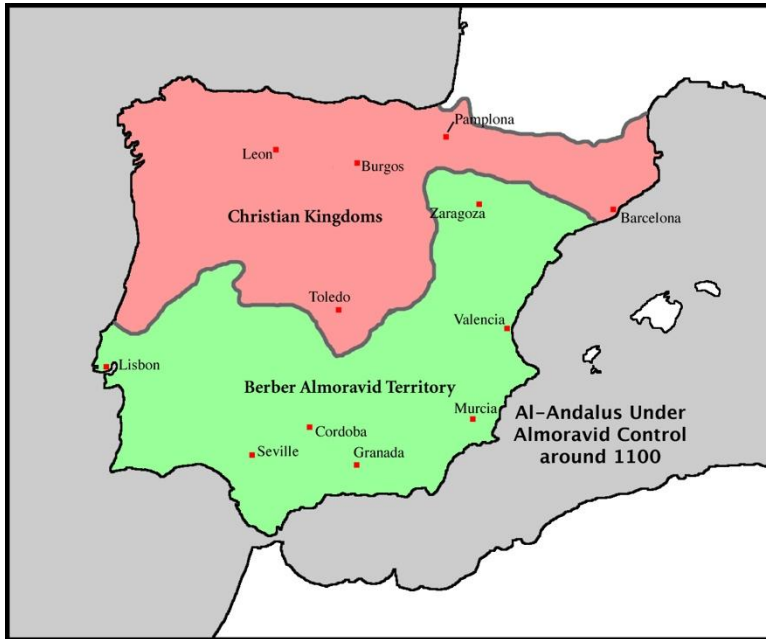 Pamplona
Leon
Burgos
Zaragoza
Christian Kingdoms
Barcelona
Toledo
Valencia
Lisbon
Berber Almoravid Territory
Murcia
Al-Andalus Under
Almoravid Control
around 1100
Cordoba
Seville
Granada